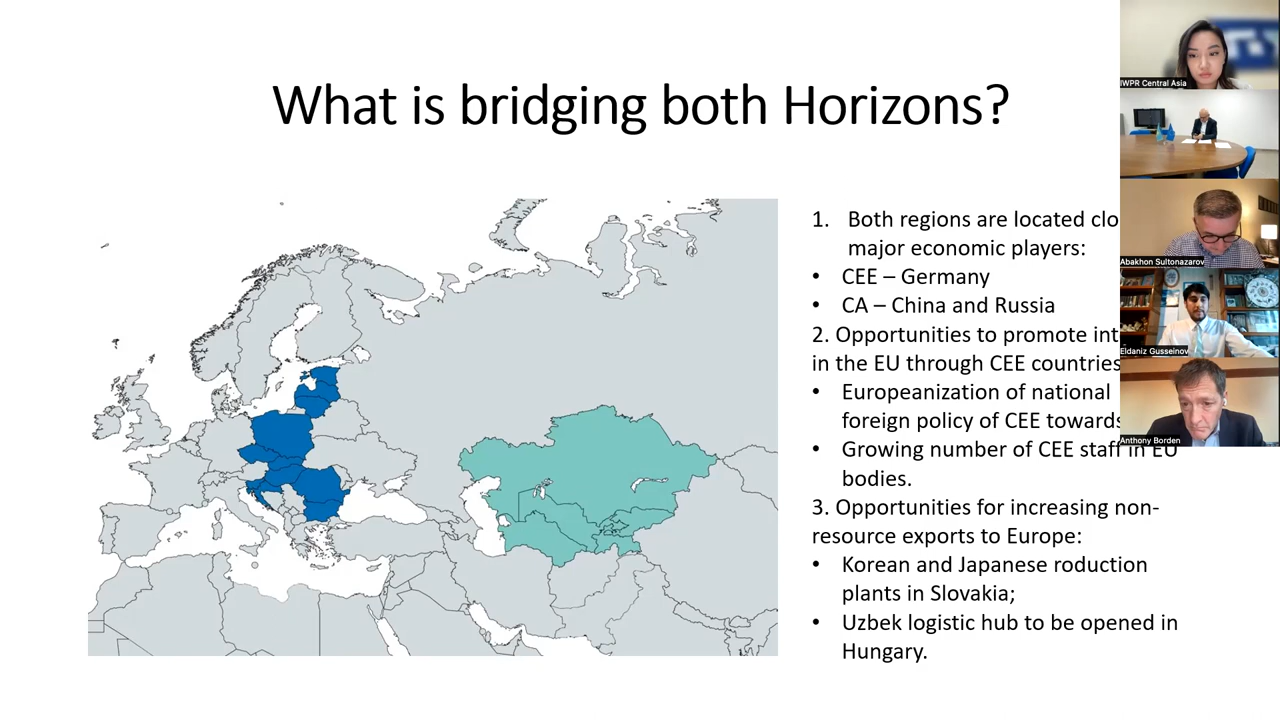 What is bridging both Horizons?
1. Both regions are located clo
major economic players:
• CEE – Germany
• CA – China and Russia
2. Opportunities to promote int
in the EU through CEE countries
• Europeanization of national
foreign policy of CEE towards
• Growing number of CEE staff in EU
bodies.
3. Opportunities for increasing non-
resource exports to Europe:
• Korean and Japanese roduction
plants in Slovakia;
• Uzbek logistic hub to be opened in
Hungary.
IWPR Central Asia
Abakhon Sultonazarov
Eldaniz Gusseinov
Anthony Borden